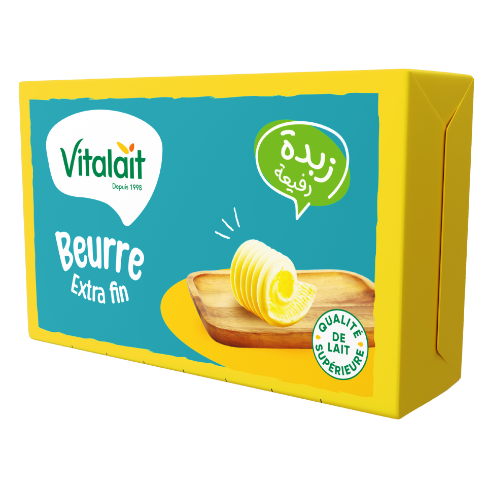 Vitalait
Depuis 1998
زبدة
رفيعة
Beurre
Extra fin
QUALITÉ
DE
LAIT
SUPÉRIEURE